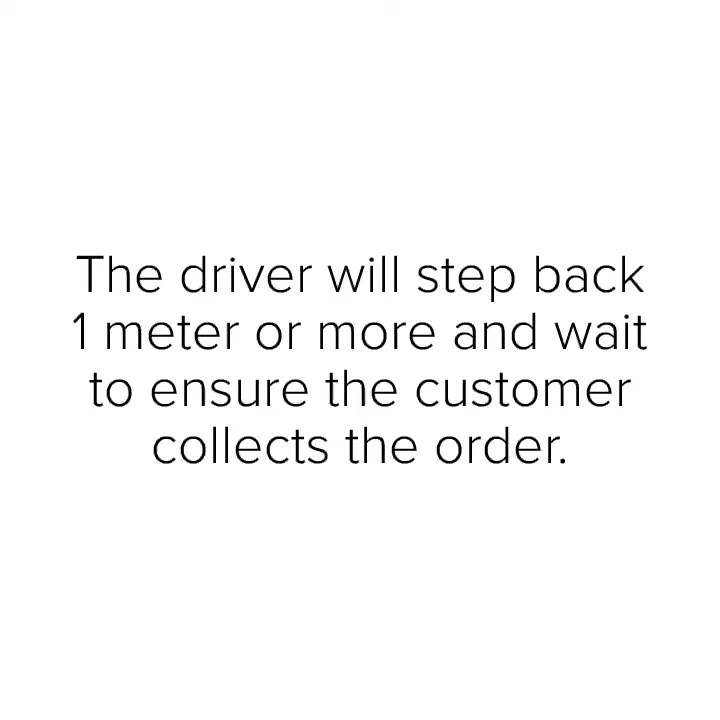 The driver will step back
1 meter or more and wait
to ensure the customer
collects the order.